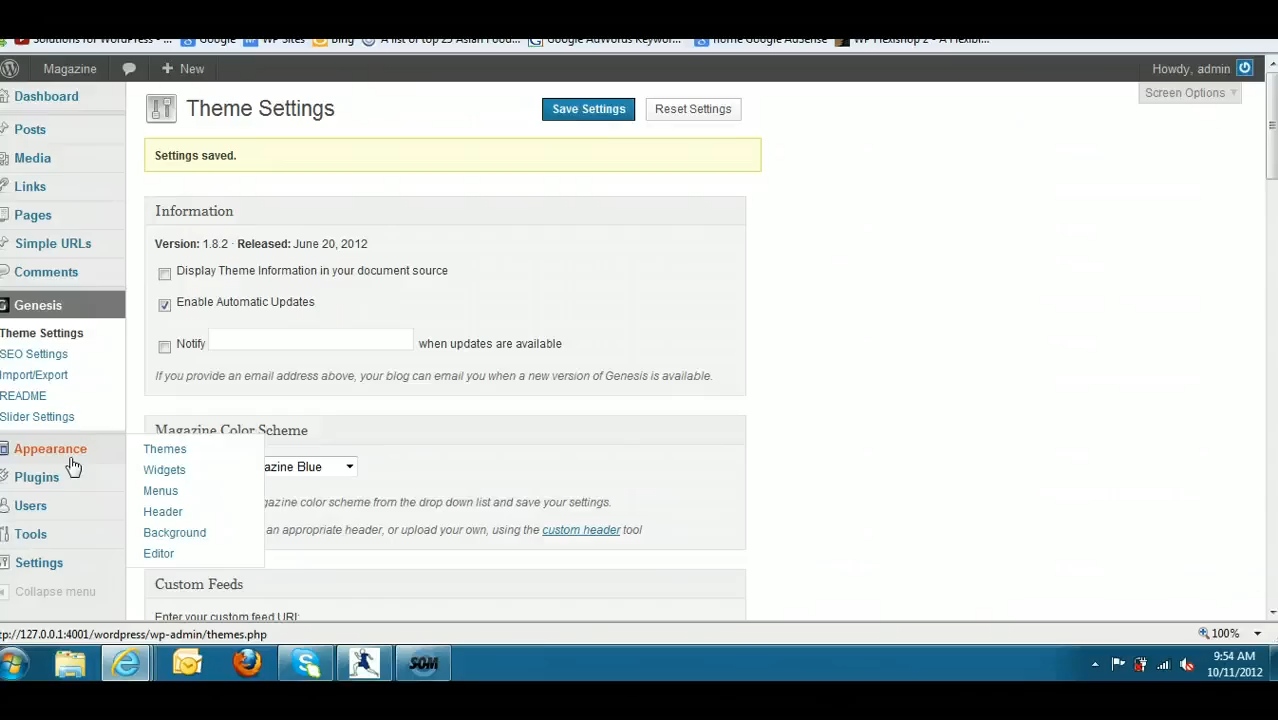 Solutions for WordPress - ...
Google
WP Sites
Bing
A list of top 25 Asian Food...
Google AdWords Keywor...
Home Google AdSense
WP Flexishop 2 - A Flexibl...
Magazine
New
Howdy, admin
Screen Options
Dashboard
Posts
Media
Links
Pages
Simple URLs
Comments
Genesis
Theme Settings
SEO Settings
Import/Export
README
Slider Settings
Appearance
Plugins
Users
Tools
Settings
Collapse menu
Themes
Widgets
Menus
Header
Background
Editor
Theme Settings
Save Settings
Reset Settings
Settings saved.
Information
Version: 1.8.2 · Released: June 20, 2012
Display Theme Information in your document source
Enable Automatic Updates
Notify when updates are available
If you provide an email address above, your blog can email you when a new version of Genesis is available.
Magazine Color Scheme
azine Blue
gazine color scheme from the drop down list and save your settings.
an appropriate header, or upload your own, using the custom header tool
Custom Feeds
Enter your custom feed URI:
tp://127.0.0.1:4001/wordpress/wp-admin/themes.php
100%
SOM
9:54 AM
10/11/2012